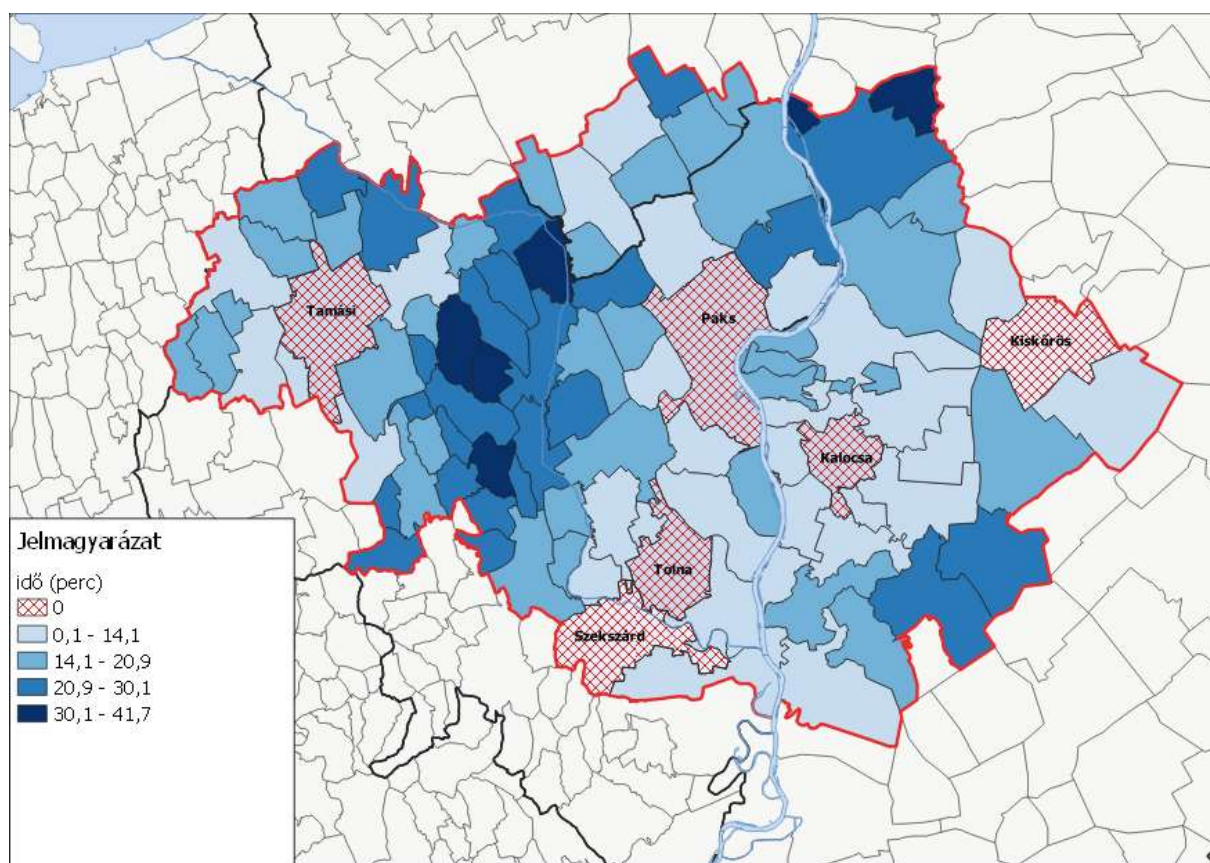 Tamási
Paks
Kiskőrös
Kalocsa
Tolna
Szekszárd
Jelmagyarázat
idő (perc)
0
0,1 - 14,1
14,1 - 20,9
20,9 - 30,1
30,1 - 41,7